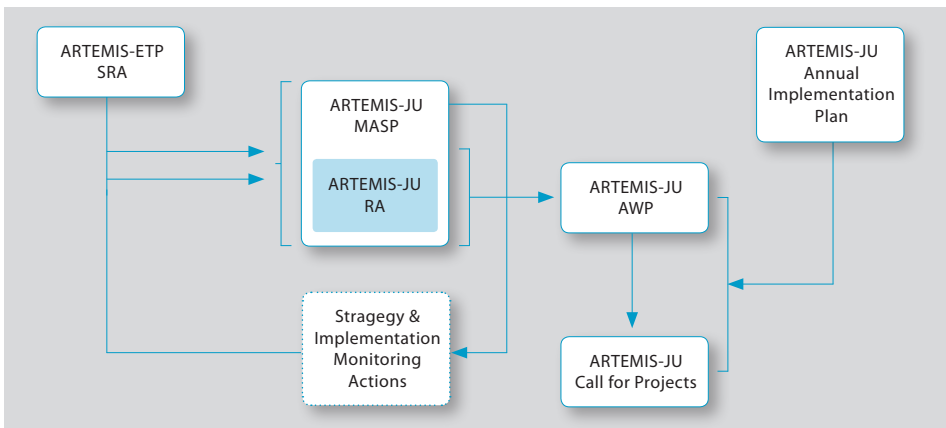 ARTEMIS-ETP
SRA
ARTEMIS-JU
MASP
ARTEMIS-JU
RA
Stragegy &
Implementation
Monitoring
Actions
ARTEMIS-JU
AWP
ARTEMIS-JU
Call for Projects
ARTEMIS-JU
Annual
Implementation
Plan